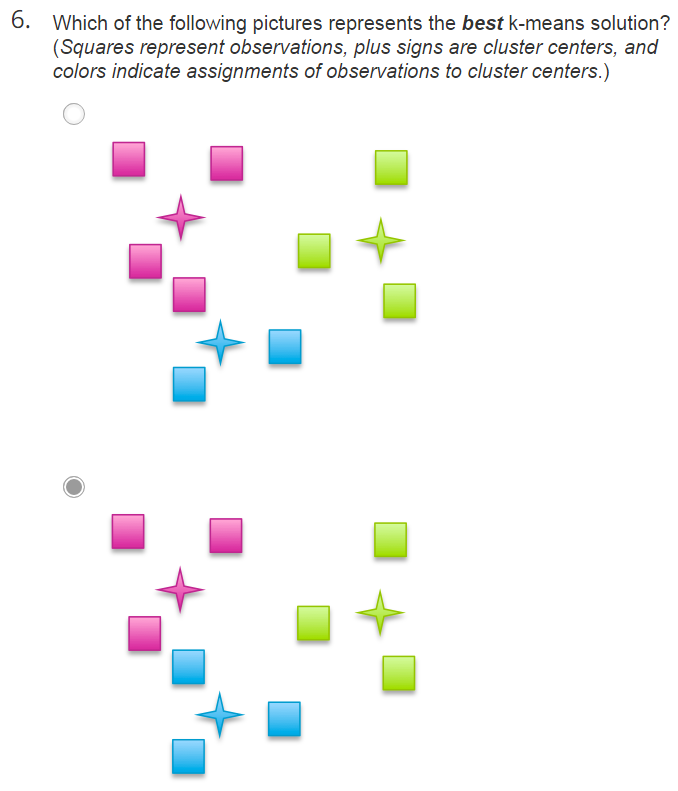 6. Which of the following pictures represents the best k-means solution?
(Squares represent observations, plus signs are cluster centers, and
colors indicate assignments of observations to cluster centers.)